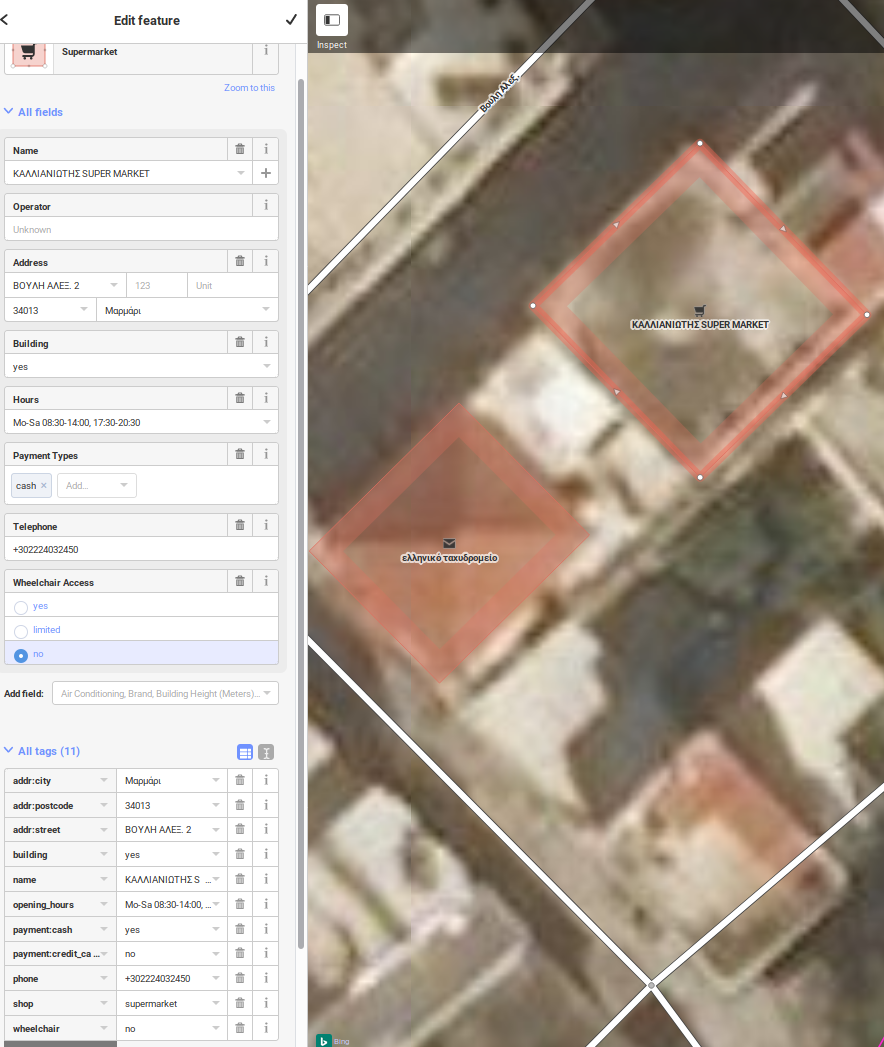 Edit feature
Supermarket
Zoom to this
All fields
Name
ΚΑΛΛΙΑΝΙΩΤΗΣ SUPER MARKET
Operator
Unknown
Address
ΒΟΥΛΗ ΑΛΕΞ. 2 123 Unit
34013 Μαρμάρι
Building
yes
Hours
Mo-Sa 08:30-14:00, 17:30-20:30
Payment Types
cash × Add...
Telephone
+302224032450
Wheelchair Access
yes
limited
no
Add field: Air Conditioning, Brand, Building Height (Meters)...
All tags (11)
addr:city Μαρμάρι
addr:postcode 34013
addr:street ΒΟΥΛΗ ΑΛΕΞ. 2
building yes
name ΚΑΛΛΙΑΝΙΩΤΗΣ S ...
opening_hours Mo-Sa 08:30-14:00, ...
payment:cash yes
payment:credit_ca ... no
phone +302224032450
shop supermarket
wheelchair no
Inspect
Βουλή Αλεξ.
ΚΑΛΛΙΑΝΙΩΤΗΣ SUPER MARKET
ελληνικό ταχυδρομείο
Bing